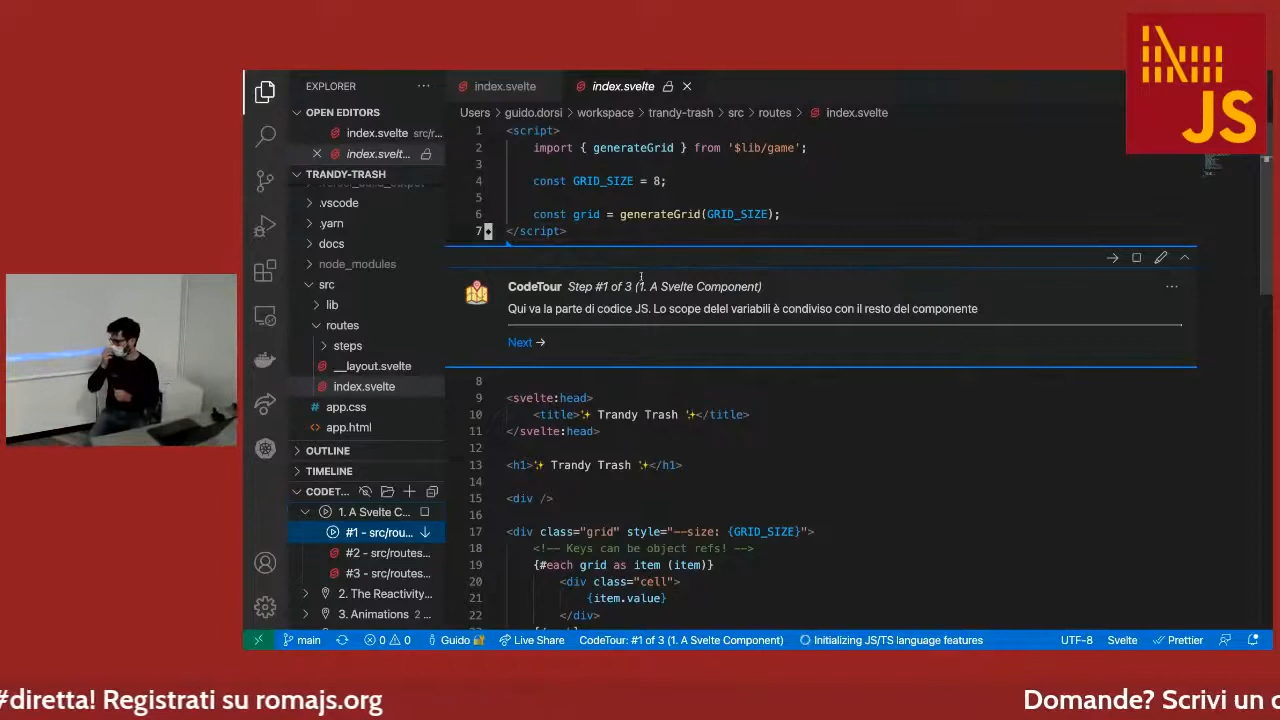 JS
EXPLORER
OPEN EDITORS
index.svelte src/r...
index.svelt...
TRANDY-TRASH
.vscode
.yarn
docs
node_modules
src
lib
routes
steps
__layout.svelte
index.svelte
app.css
app.html
OUTLINE
TIMELINE
CODET...
1. A Svelte C...
#1 - src/rou...
#2 - src/routes...
#3 - src/routes...
2. The Reactivity...
3. Animations 2 ...
index.svelte
index.svelte
Users > guido.dorsi > workspace > trandy-trash > src > routes > index.svelte
1 <script>
2 import { generateGrid } from '$lib/game';
3
4 const GRID_SIZE = 8;
5
6 const grid = generateGrid(GRID_SIZE);
7 </script>
CodeTour Step #1 of 3 (1. A Svelte Component)
Qui va la parte di codice JS. Lo scope delel variabili è condiviso con il resto del componente
Next →
8
9 <svelte:head>
10 <title>✨ Trandy Trash ✨</title>
11 </svelte:head>
12
13 <h1>✨ Trandy Trash ✨</h1>
14
15 <div />
16
17 <div class="grid" style="--size: {GRID_SIZE}">
18 <!-- Keys can be object refs! -->
19 {#each grid as item (item)}
20 <div class="cell">
21 {item.value}
22 </div>
main 0 0 Guido Live Share CodeTour: #1 of 3 (1. A Svelte Component) Initializing JS/TS language features UTF-8 Svelte Prettier
#diretta! Registrati su romajs.org
Domande? Scrivi un